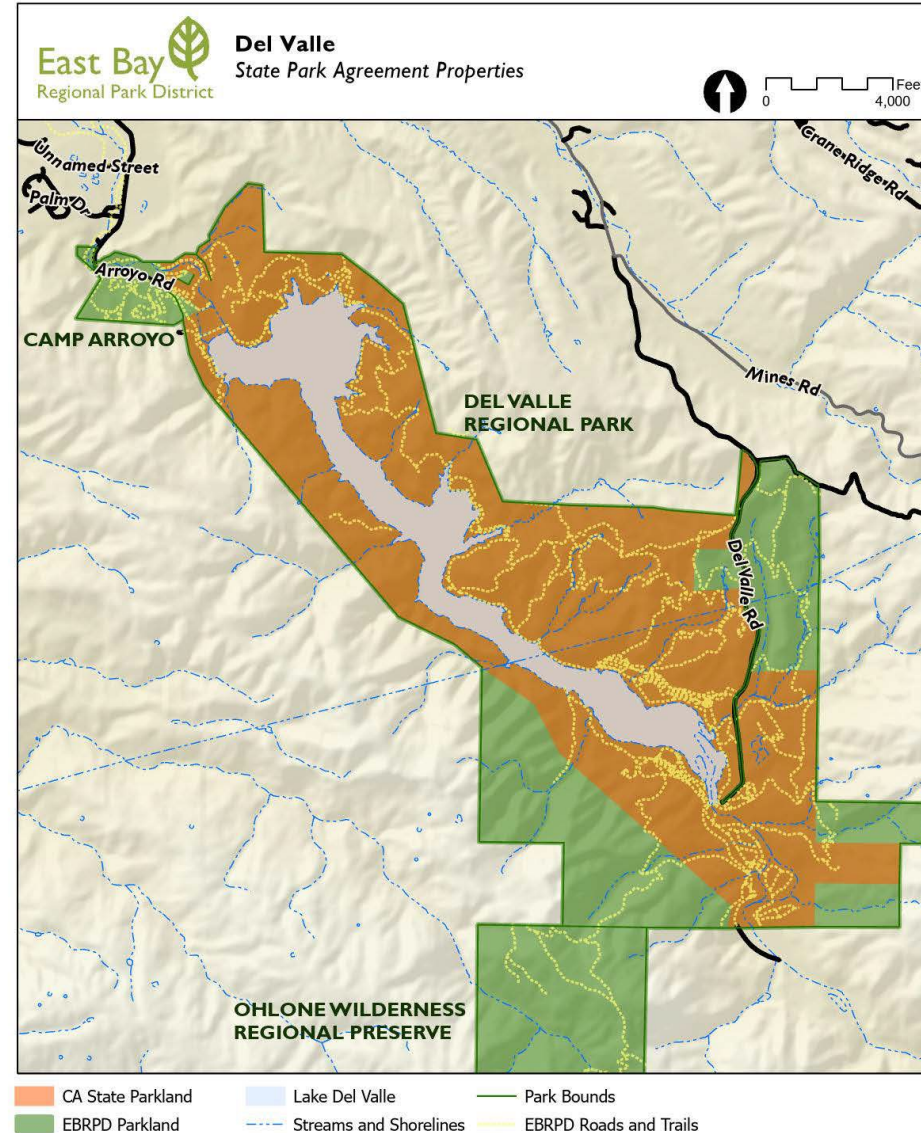 East Bay
Regional Park District
Del Valle
State Park Agreement Properties
Feet
0
4,000
Unnamed Street
Palm Dr
Crane Ridge Rd
Arroyo Rd
CAMP ARROYO
Mines Rd
DEL VALLE
REGIONAL PARK
Del Valle Rd
OHLONE WILDERNESS
REGIONAL PRESERVE
CA State Parkland
Lake Del Valle
Park Bounds
EBRPD Parkland
Streams and Shorelines
EBRPD Roads and Trails